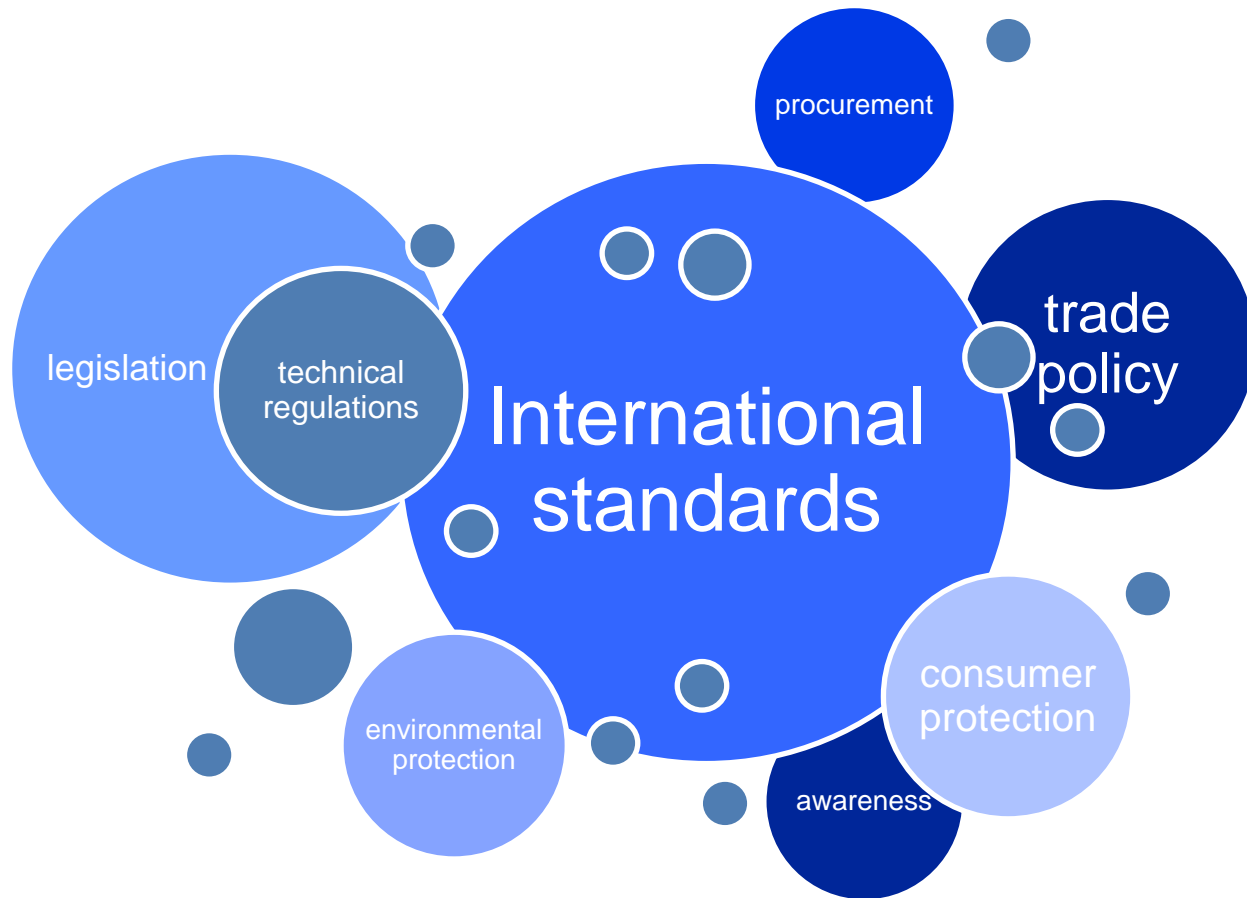 procurement
legislation
technical
regulations
International
standards
trade
policy
environmental
protection
consumer
protection
awareness